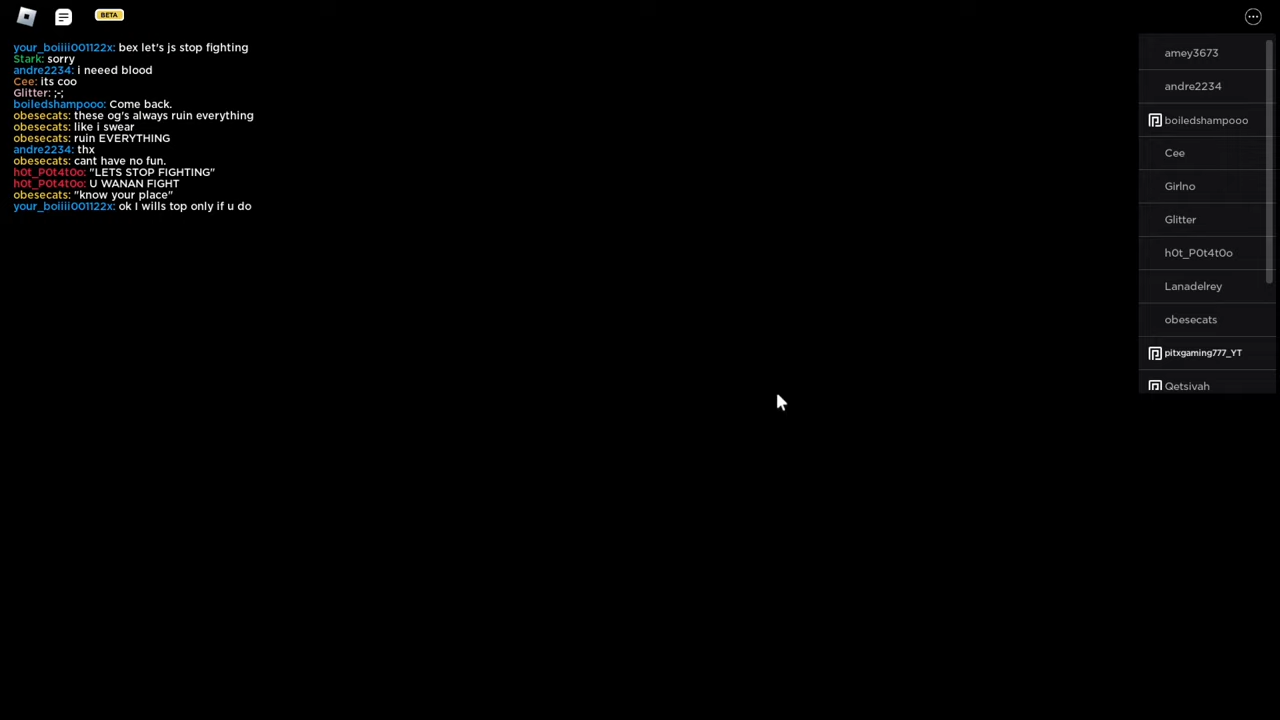 BETA
your_boiiii001122x: bex let's js stop fighting
Stark: sorry
andre2234: i neeed blood
Cee: its coo
Glitter: ;-;
boiledshampooo: Come back.
obesecats: these og's always ruin everything
obesecats: like i swear
obesecats: ruin EVERYTHING
andre2234: thx
obesecats: cant have no fun.
h0t_P0t4t0o: "LETS STOP FIGHTING"
h0t_P0t4t0o: U WANAN FIGHT
obesecats: "know your place"
your_boiiii001122x: ok I wills top only if u do
amey3673
andre2234
boiledshampooo
Cee
Girlno
Glitter
h0t_P0t4t0o
Lanadelrey
obesecats
pitxgaming777_YT
Qetsivah